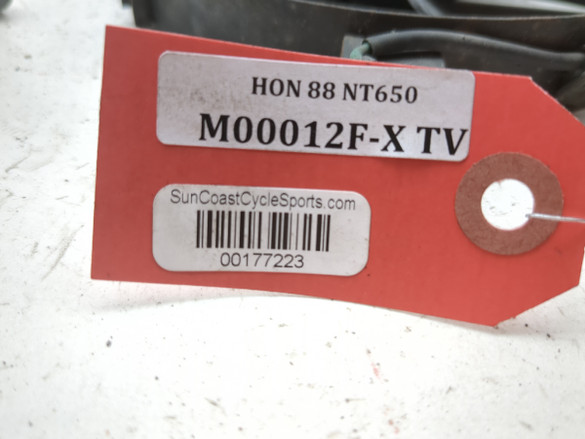 HON 88 NT650
M00012F-X TV
SunCoastCycleSports.com
00177223